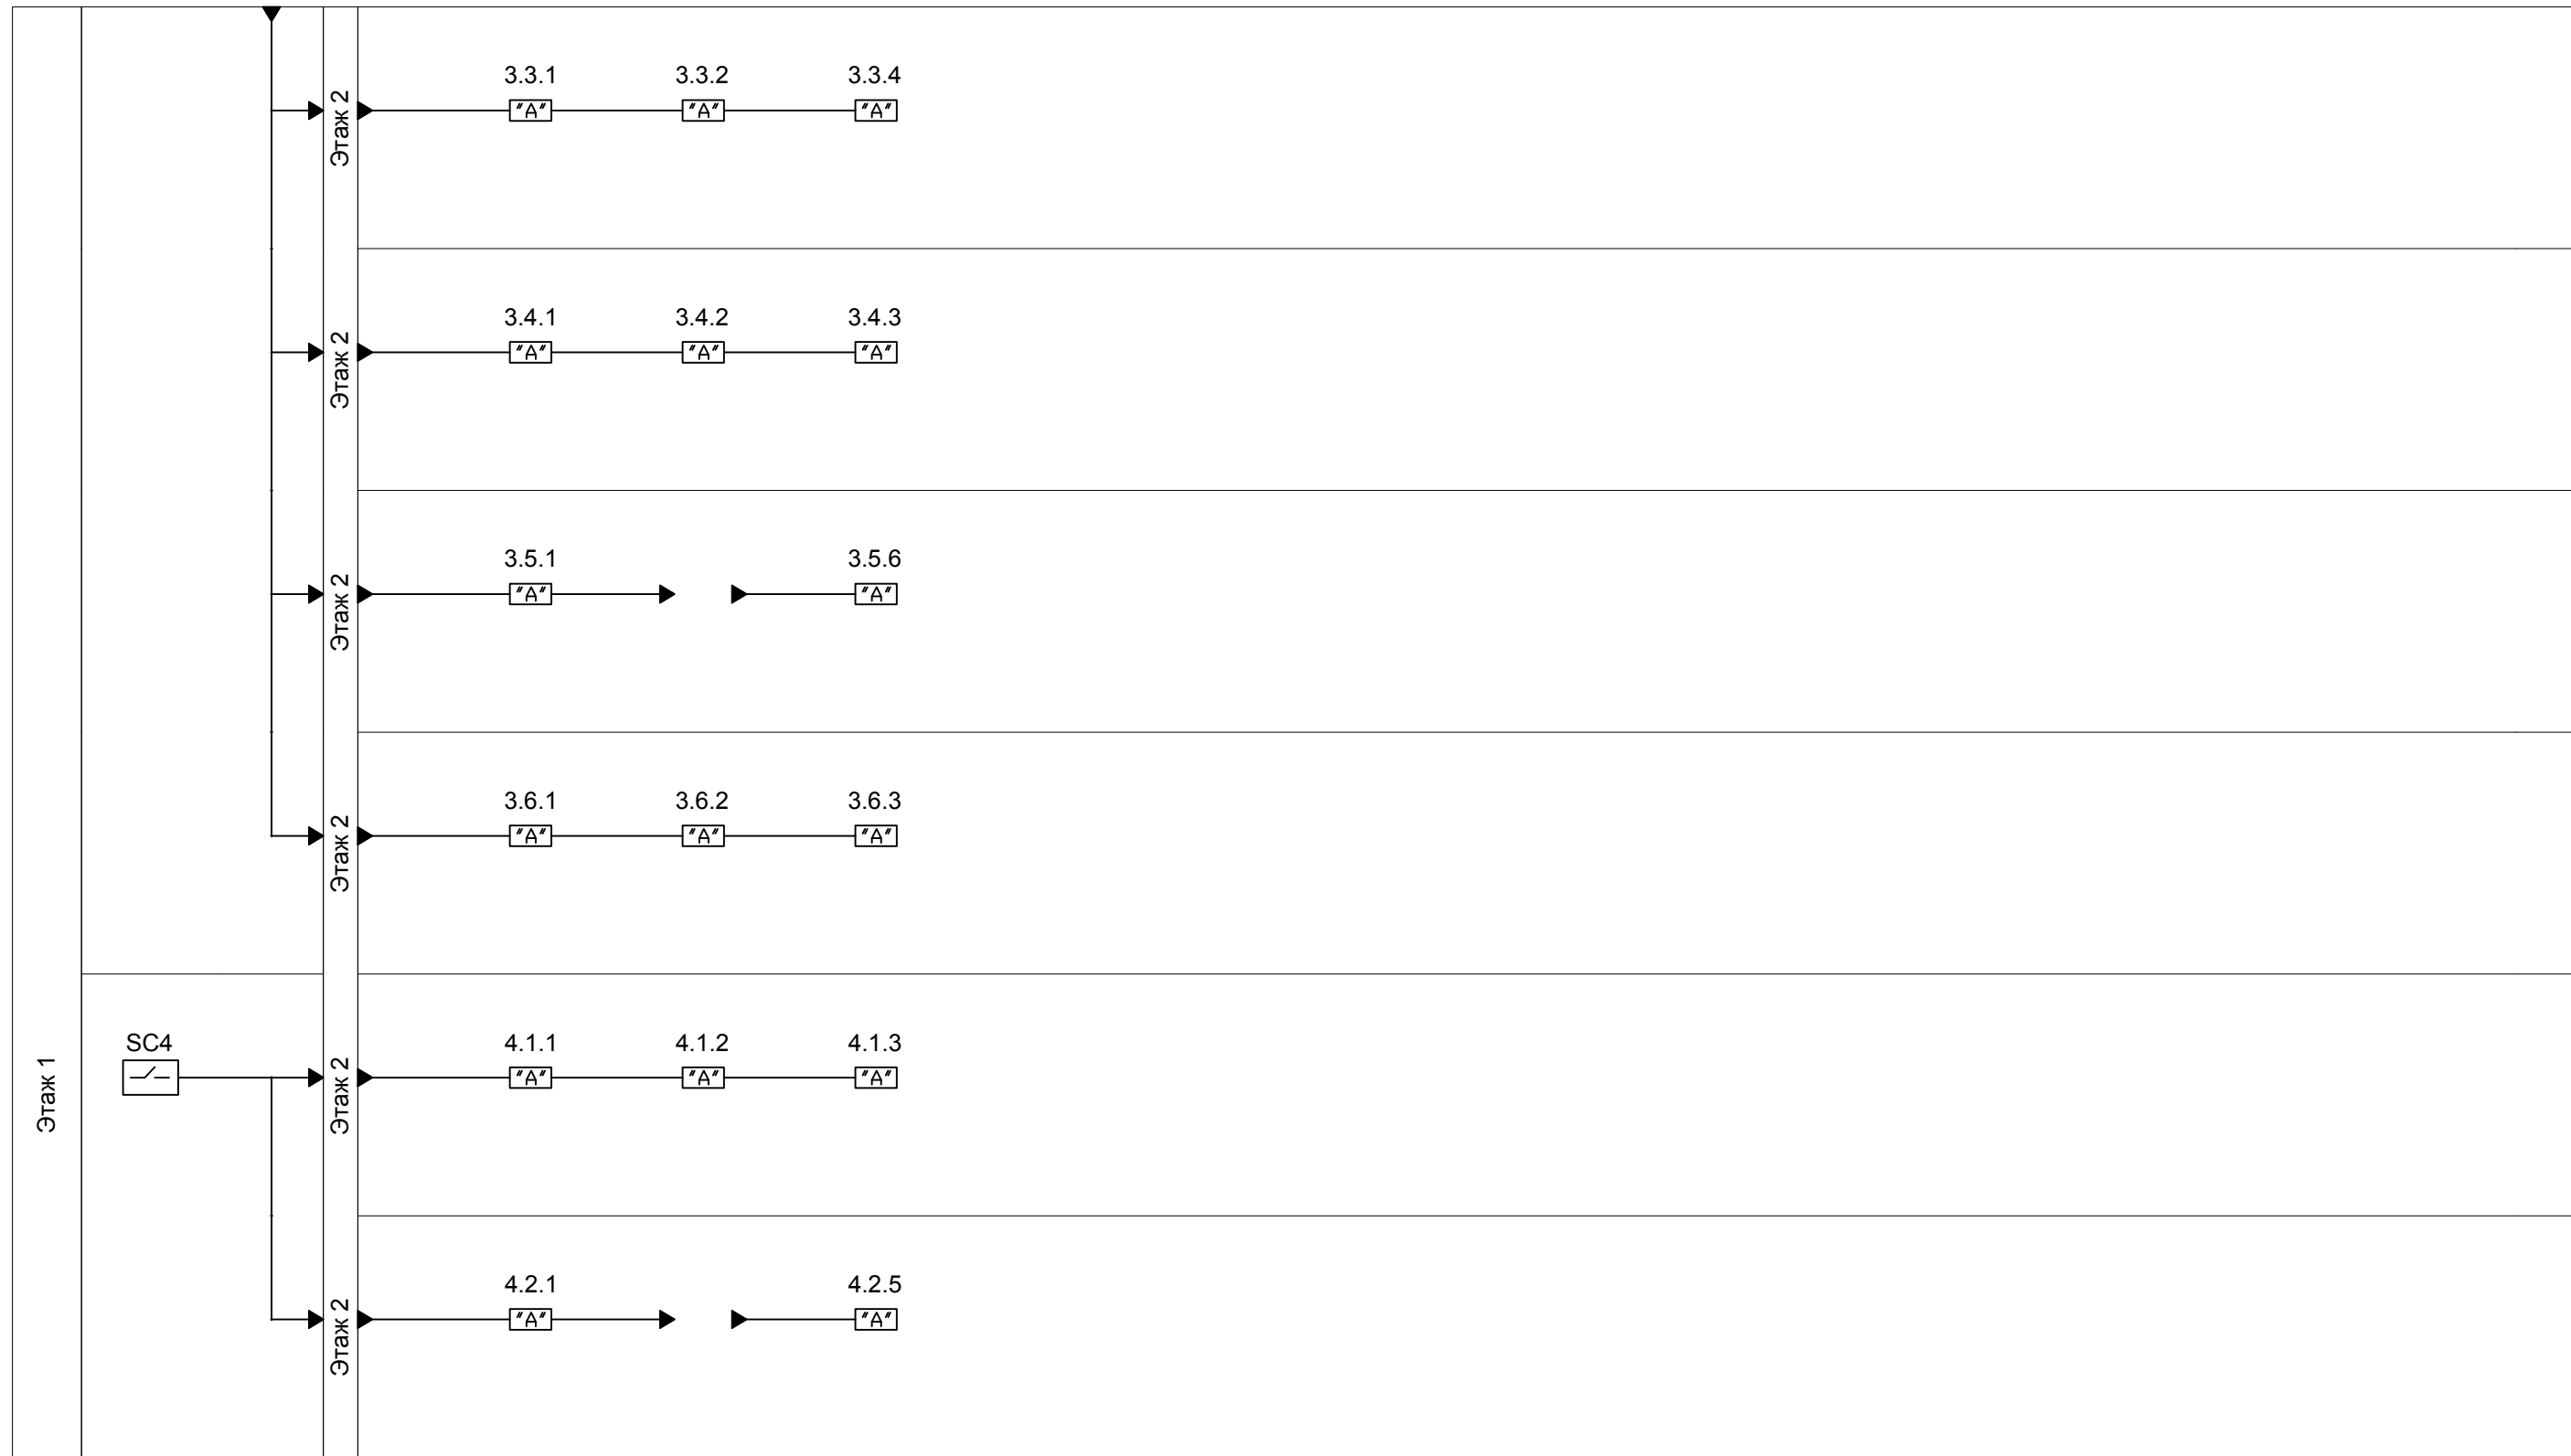 3.3.1 3.3.2 3.3.4
Этаж 2 "A" "A" "A"
3.4.1 3.4.2 3.4.3
Этаж 2 "A" "A" "A"
3.5.1 3.5.6
Этаж 2 "A" "A"
3.6.1 3.6.2 3.6.3
Этаж 2 "A" "A" "A"
Этаж 1
SC4 4.1.1 4.1.2 4.1.3
Этаж 2 "A" "A" "A"
4.2.1 4.2.5
Этаж 2 "A" "A"